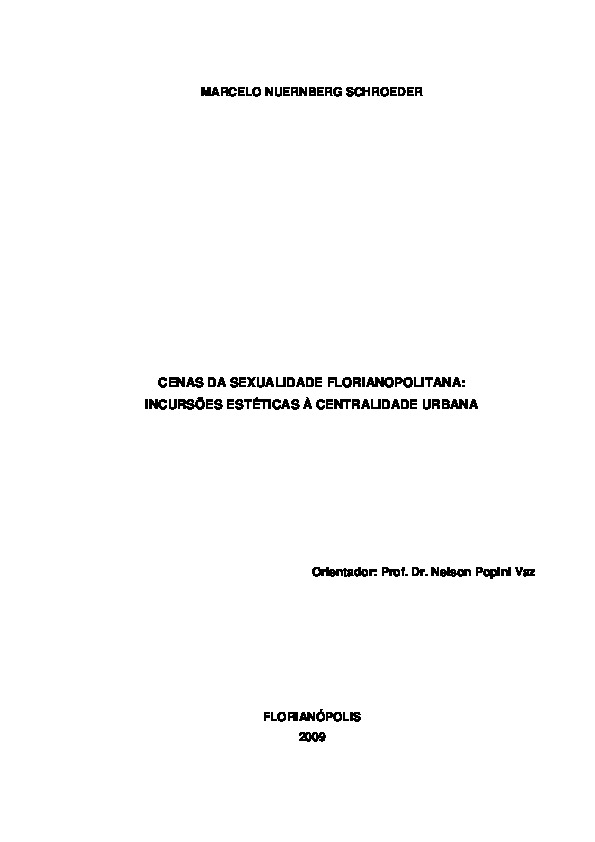 MARCELO NUERNBERG SCHROEDER
CENAS DA SEXUALIDADE FLORIANOPOLITANA:
INCURSÕES ESTÉTICAS À CENTRALIDADE URBANA
Orientador: Prof. Dr. Nelson Popini Vaz
FLORIANÓPOLIS
2009